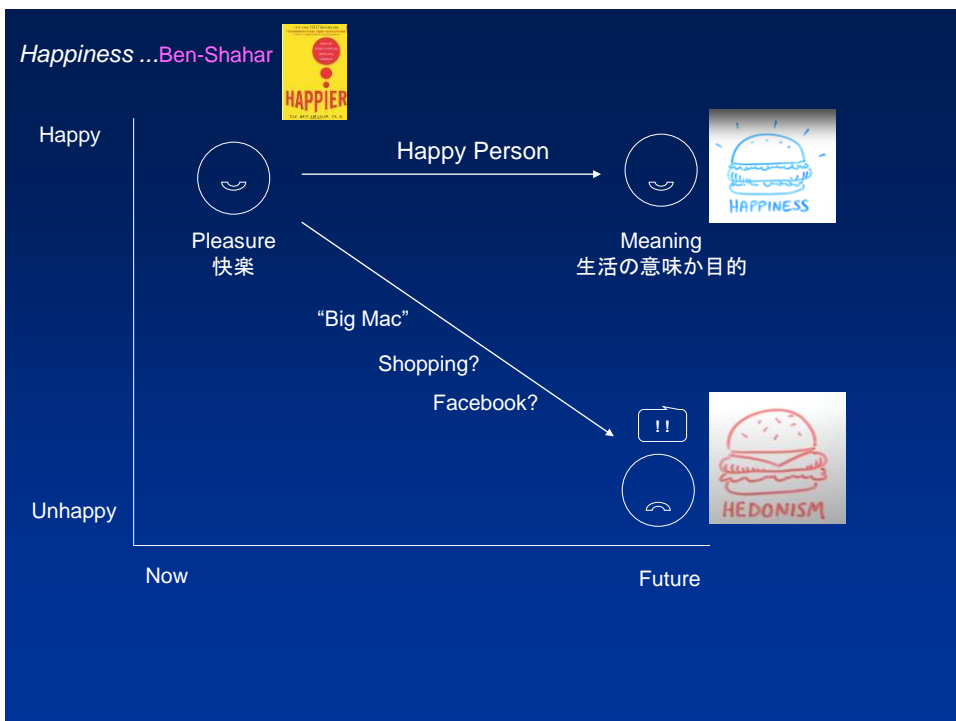 Happiness ...Ben-Shahar
HAPPIER
Happy
Happy Person
HAPPINESS
Pleasure
快楽
Meaning
生活の意味か目的
"Big Mac"
Shopping?
Facebook?
!!
Unhappy
HEDONISM
Now
Future